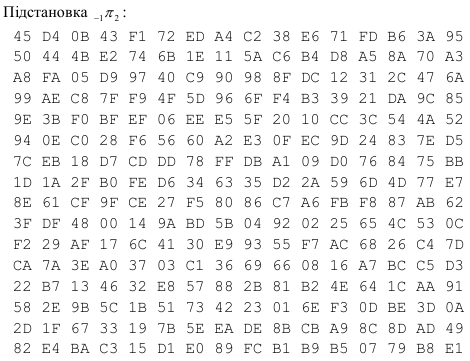 Підстановка ₋₁π₂ :
45 D4 0B 43 F1 72 ED A4 C2 38 E6 71 FD B6 3A 95
50 44 4B E2 74 6B 1E 11 5A C6 B4 D8 A5 8A 70 A3
A8 FA 05 D9 97 40 C9 90 98 8F DC 12 31 2C 47 6A
99 AE C8 7F F9 4F 5D 96 6F F4 B3 39 21 DA 9C 85
9E 3B F0 BF EF 06 EE E5 5F 20 10 CC 3C 54 4A 52
94 0E C0 28 F6 56 60 A2 E3 0F EC 9D 24 83 7E D5
7C EB 18 D7 CD DD 78 FF DB A1 09 D0 76 84 75 BB
1D 1A 2F B0 FE D6 34 63 35 D2 2A 59 6D 4D 77 E7
8E 61 CF 9F CE 27 F5 80 86 C7 A6 FB F8 87 AB 62
3F DF 48 00 14 9A BD 5B 04 92 02 25 65 4C 53 0C
F2 29 AF 17 6C 41 30 E9 93 55 F7 AC 68 26 C4 7D
CA 7A 3E A0 37 03 C1 36 69 66 08 16 A7 BC C5 D3
22 B7 13 46 32 E8 57 88 2B 81 B2 4E 64 1C AA 91
58 2E 9B 5C 1B 51 73 42 23 01 6E F3 0D BE 3D 0A
2D 1F 67 33 19 7B 5E EA DE 8B CB A9 8C 8D AD 49
82 E4 BA C3 15 D1 E0 89 FC B1 B9 B5 07 79 B8 E1